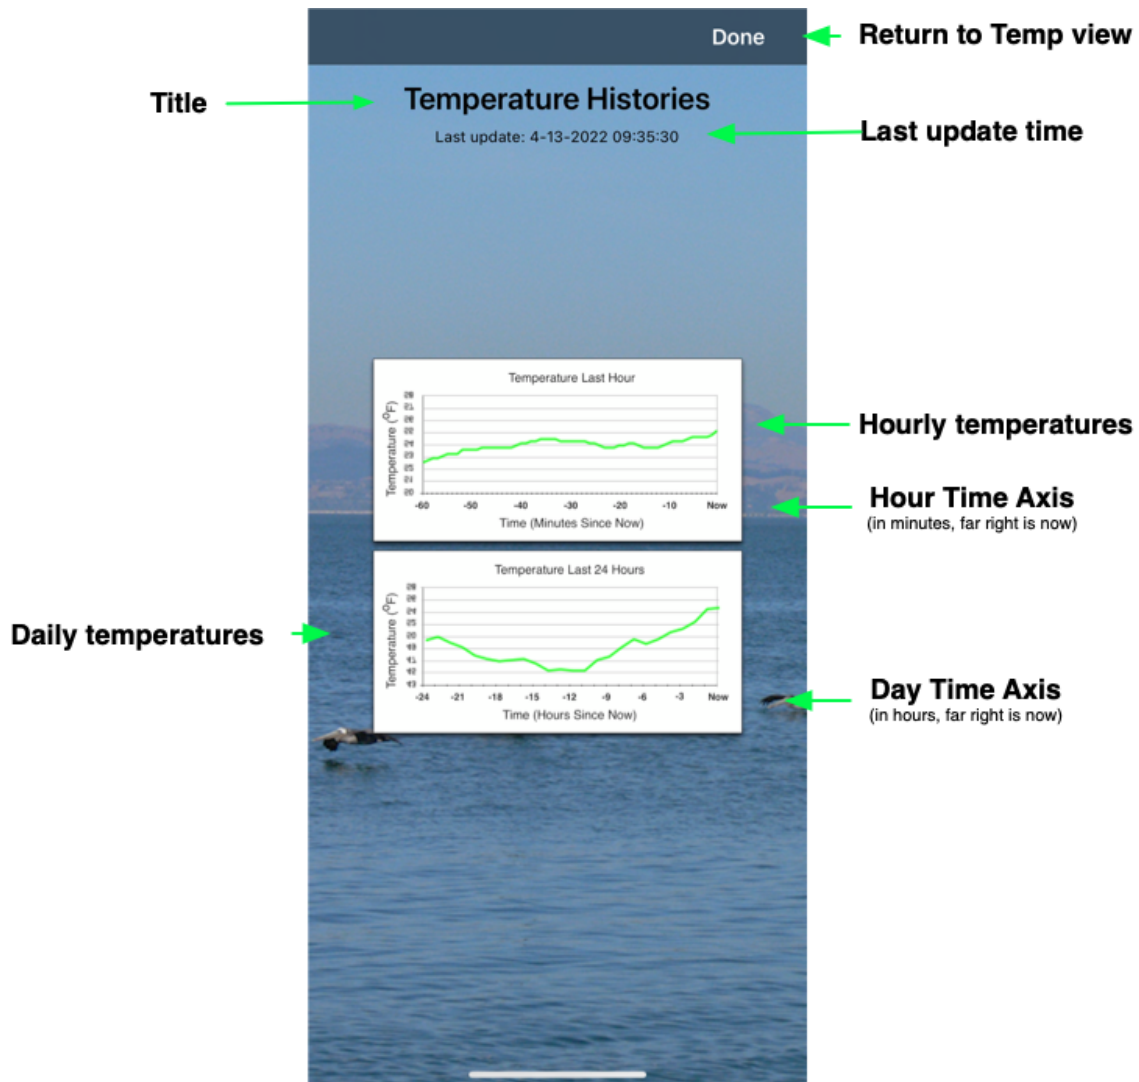 Done
Return to Temp view
Title
Temperature Histories
Last update: 4-13-2022 09:35:30
Last update time
Temperature Last Hour
Temperature (°F)
-60 -50 -40 -30 -20 -10 Now
Time (Minutes Since Now)
Hourly temperatures
Hour Time Axis
(in minutes, far right is now)
Temperature Last 24 Hours
Temperature (°F)
-24 -21 -18 -15 -12 -9 -6 -3 Now
Time (Hours Since Now)
Daily temperatures
Day Time Axis
(in hours, far right is now)